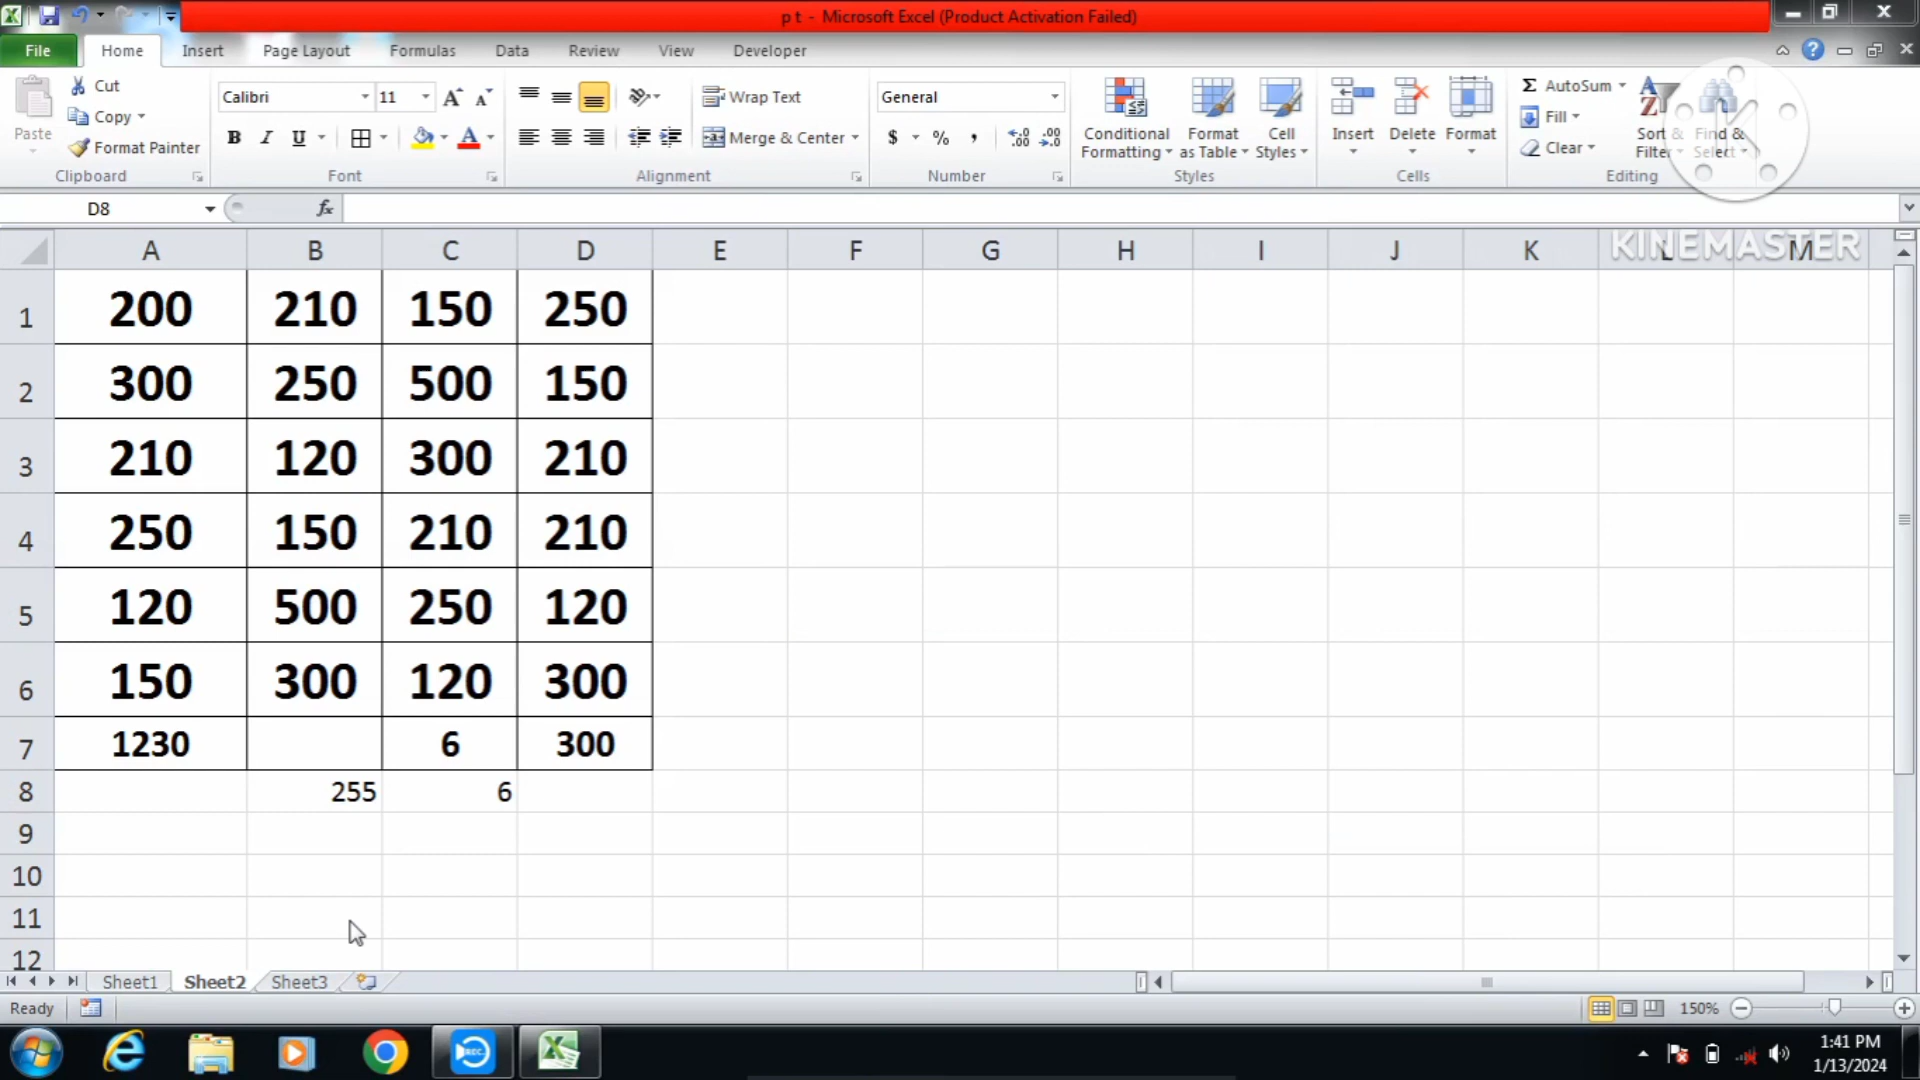 p t - Microsoft Excel (Product Activation Failed)
File Home Insert Page Layout Formulas Data Review View Developer
Paste
Cut
Copy
Format Painter
Clipboard
Calibri 11
A A
B I U A
Font
Wrap Text
Merge & Center
Alignment
General
$ % ,
Number
Conditional Formatting
Format as Table
Cell Styles
Styles
Insert
Delete
Format
Cells
Σ AutoSum
Fill
Clear
Sort & Filter
Find & Select
Editing
D8 fx
KINEMASTER
A B C D E F G H I J K L M
1 200 210 150 250
2 300 250 500 150
3 210 120 300 210
4 250 150 210 210
5 120 500 250 120
6 150 300 120 300
7 1230 6 300
8 255 6
9
10
11
12
Sheet1 Sheet2 Sheet3
Ready 150%
REC
1:41 PM
1/13/2024